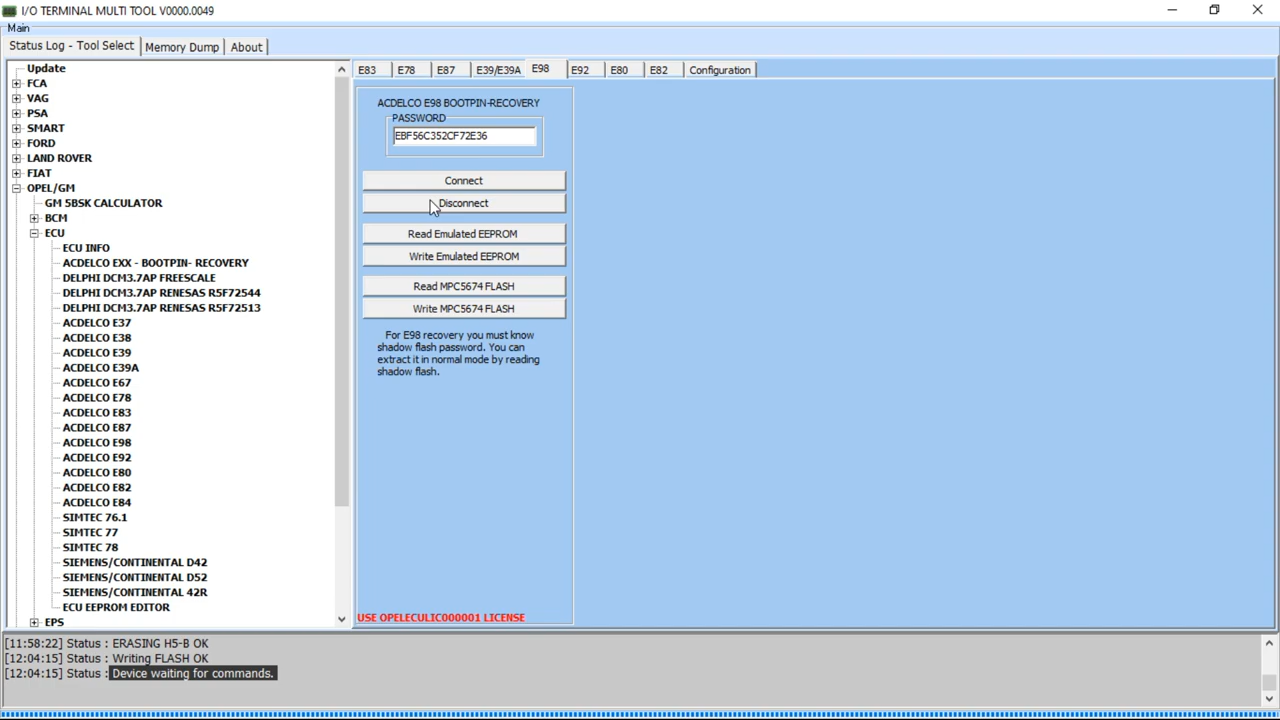 I/O TERMINAL MULTI TOOL V0000.0049
Main
Status Log - Tool Select Memory Dump About
Update
FCA
VAG
PSA
SMART
FORD
LAND ROVER
FIAT
OPEL/GM
GM 5BSK CALCULATOR
BCM
ECU
ECU INFO
ACDELCO EXX - BOOTPIN- RECOVERY
DELPHI DCM3.7AP FREESCALE
DELPHI DCM3.7AP RENESAS R5F72544
DELPHI DCM3.7AP RENESAS R5F72513
ACDELCO E37
ACDELCO E38
ACDELCO E39
ACDELCO E39A
ACDELCO E67
ACDELCO E78
ACDELCO E83
ACDELCO E87
ACDELCO E98
ACDELCO E92
ACDELCO E80
ACDELCO E82
ACDELCO E84
SIMTEC 76.1
SIMTEC 77
SIMTEC 78
SIEMENS/CONTINENTAL D42
SIEMENS/CONTINENTAL D52
SIEMENS/CONTINENTAL 42R
ECU EEPROM EDITOR
EPS
E83 E78 E87 E39/E39A E98 E92 E80 E82 Configuration
ACDELCO E98 BOOTPIN-RECOVERY
PASSWORD
EBF56C352CF72E36
Connect
Disconnect
Read Emulated EEPROM
Write Emulated EEPROM
Read MPC5674 FLASH
Write MPC5674 FLASH
For E98 recovery you must know
shadow flash password. You can
extract it in normal mode by reading
shadow flash.
USE OPELECULIC000001 LICENSE
[11:58:22] Status : ERASING H5-B OK
[12:04:15] Status : Writing FLASH OK
[12:04:15] Status : Device waiting for commands.